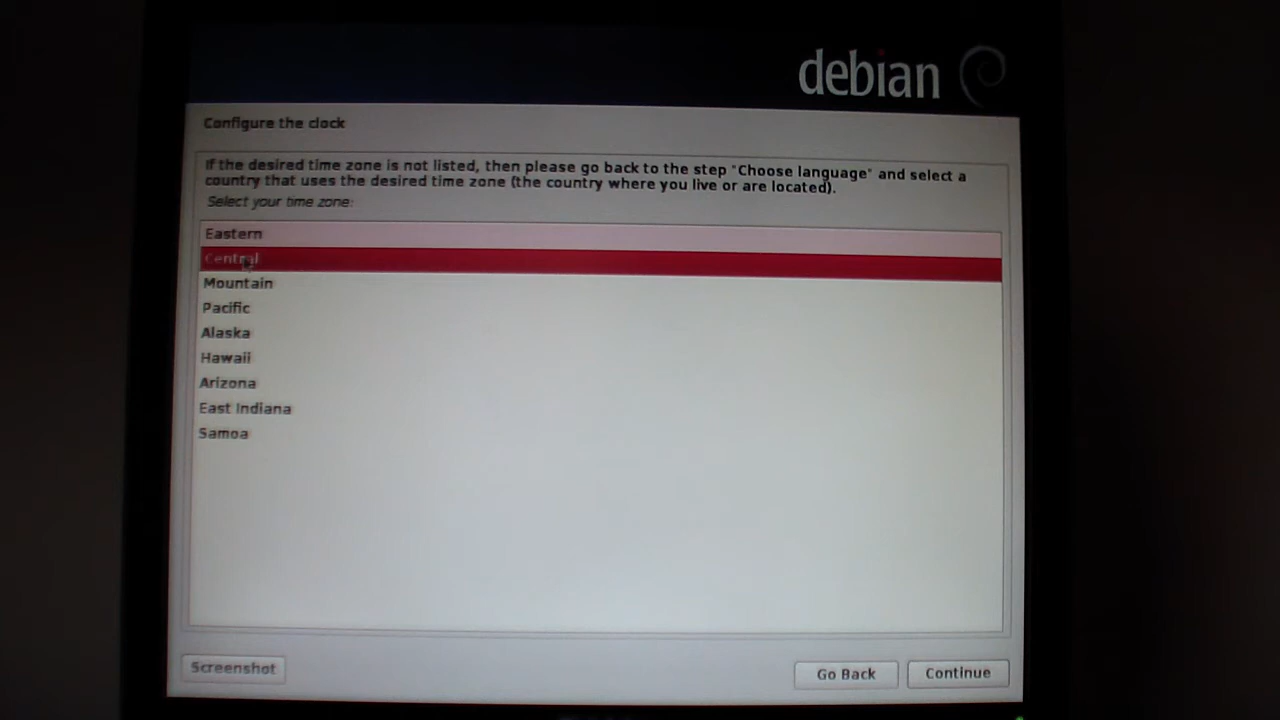 debian
Configure the clock
If the desired time zone is not listed, then please go back to the step "Choose language" and select a
country that uses the desired time zone (the country where you live or are located).
Select your time zone:
Eastern
Central
Mountain
Pacific
Alaska
Hawaii
Arizona
East Indiana
Samoa
Screenshot
Go Back
Continue